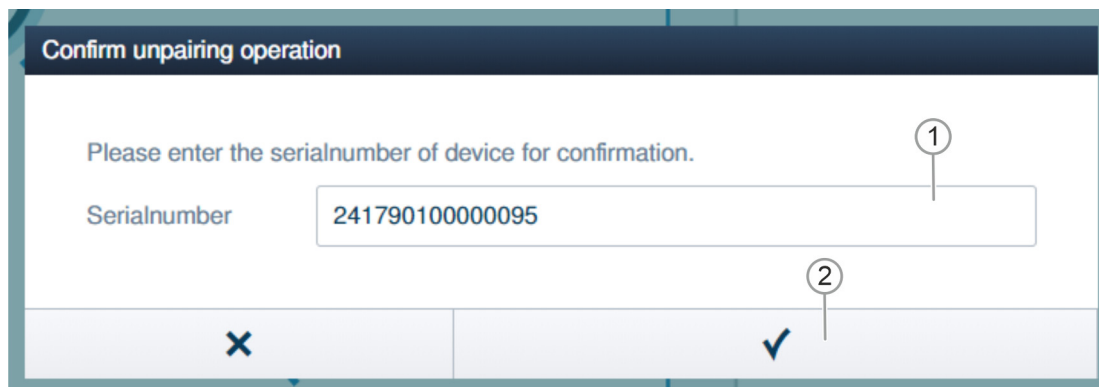 Confirm unpairing operation
1
Please enter the serialnumber of device for confirmation.
Serialnumber 241790100000095
2